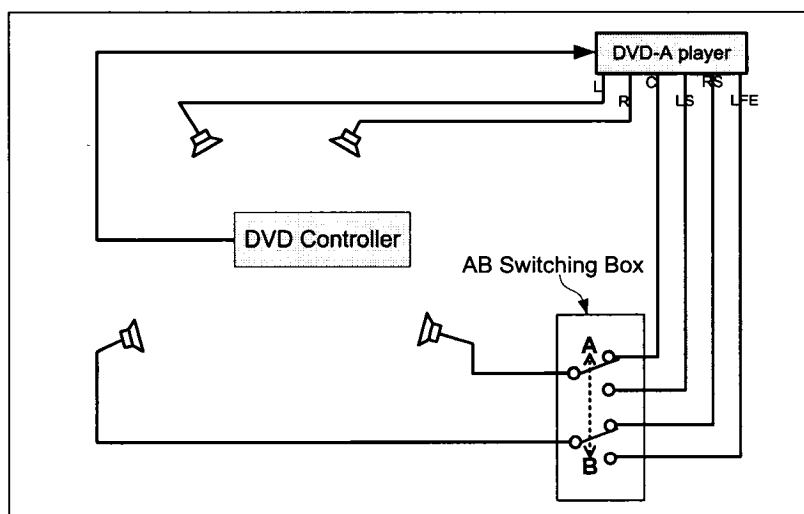 DVD-A player
L
R
C
LS
RS
LFE
DVD Controller
AB Switching Box
A
B